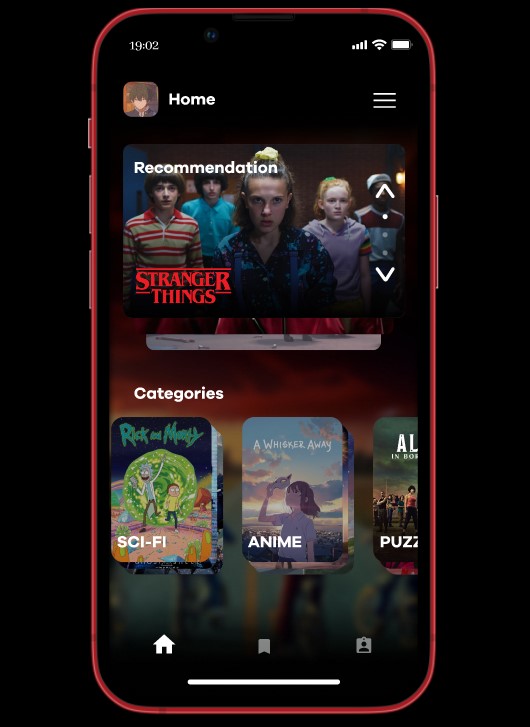 19:02
Home
Recommendation
STRANGER
THINGS
Categories
Rick and Morty
A WHISKER AWAY
AL
IN BOR
SCI-FI
ANIME
PUZZ